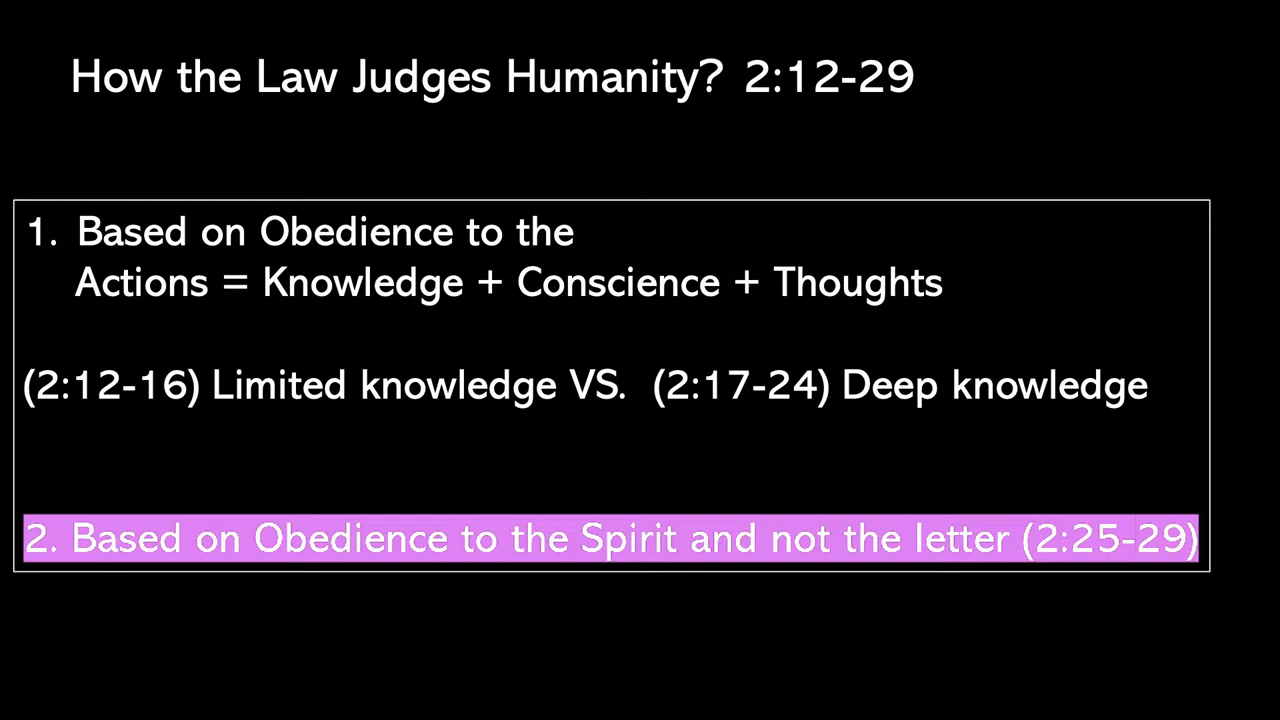 How the Law Judges Humanity? 2:12-29
1. Based on Obedience to the
Actions = Knowledge + Conscience + Thoughts
(2:12-16) Limited knowledge VS. (2:17-24) Deep knowledge
2. Based on Obedience to the Spirit and not the letter (2:25-29)